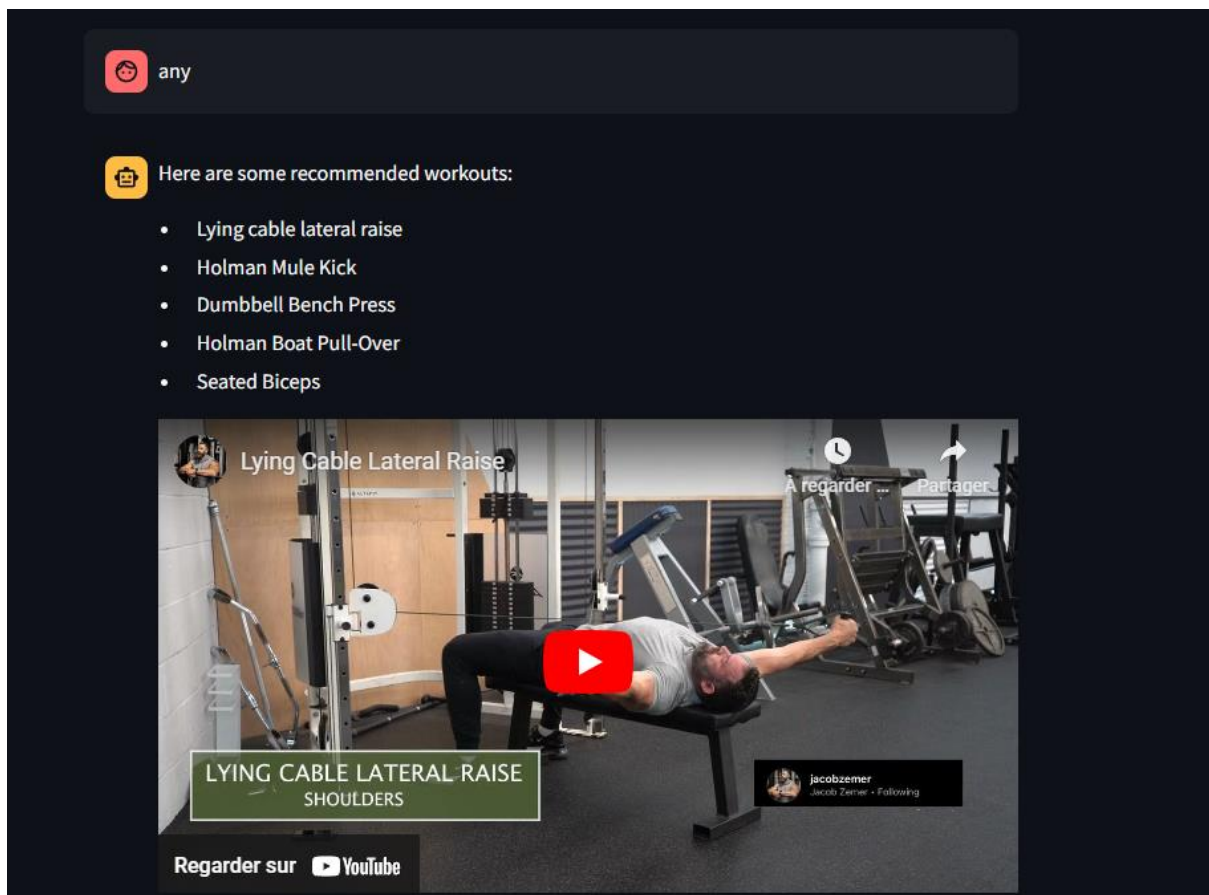 any
Here are some recommended workouts:
• Lying cable lateral raise
• Holman Mule Kick
• Dumbbell Bench Press
• Holman Boat Pull-Over
• Seated Biceps
Lying Cable Lateral Raise
À regarder ...
Partager
LYING CABLE LATERAL RAISE
SHOULDERS
jacobzemer
Jacob Zemer • Following
Regarder sur YouTube